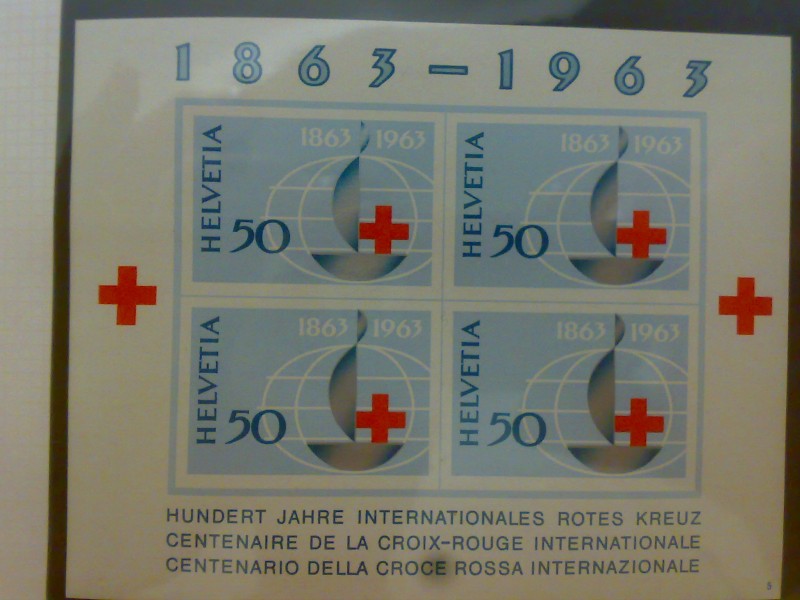 1863–1963
1863 1963
HELVETIA
50
1863 1963
HELVETIA
50
1863 1963
HELVETIA
50
1863 1963
HELVETIA
50
HUNDERT JAHRE INTERNATIONALES ROTES KREUZ
CENTENAIRE DE LA CROIX-ROUGE INTERNATIONALE
CENTENARIO DELLA CROCE ROSSA INTERNAZIONALE